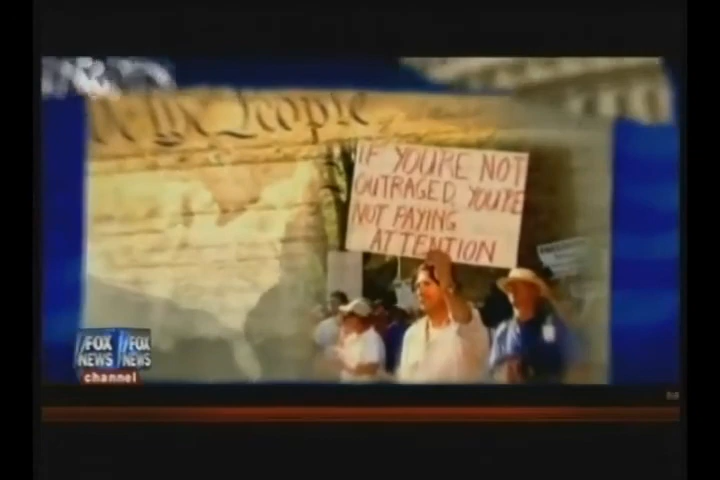 We the People
IF YOU'RE NOT
OUTRAGED YOU'RE
NOT PAYING
ATTENTION
FOX FOX
NEWS NEWS
channel